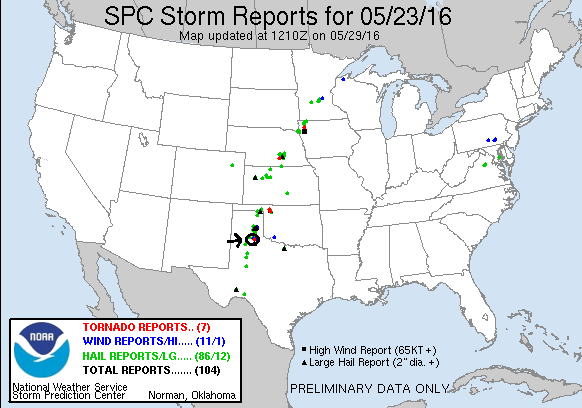 SPC Storm Reports for 05/23/16
Map updated at 1210Z on 05/29/16
NOAA
TORNADO REPORTS.. (7)
WIND REPORTS/HI..... (11/1)
HAIL REPORTS/LG..... (86/12)
TOTAL REPORTS....... (104)
National Weather Service
Storm Prediction Center Norman, Oklahoma
High Wind Report (65KT +)
Large Hail Report (2" dia. +)
PRELIMINARY DATA ONLY